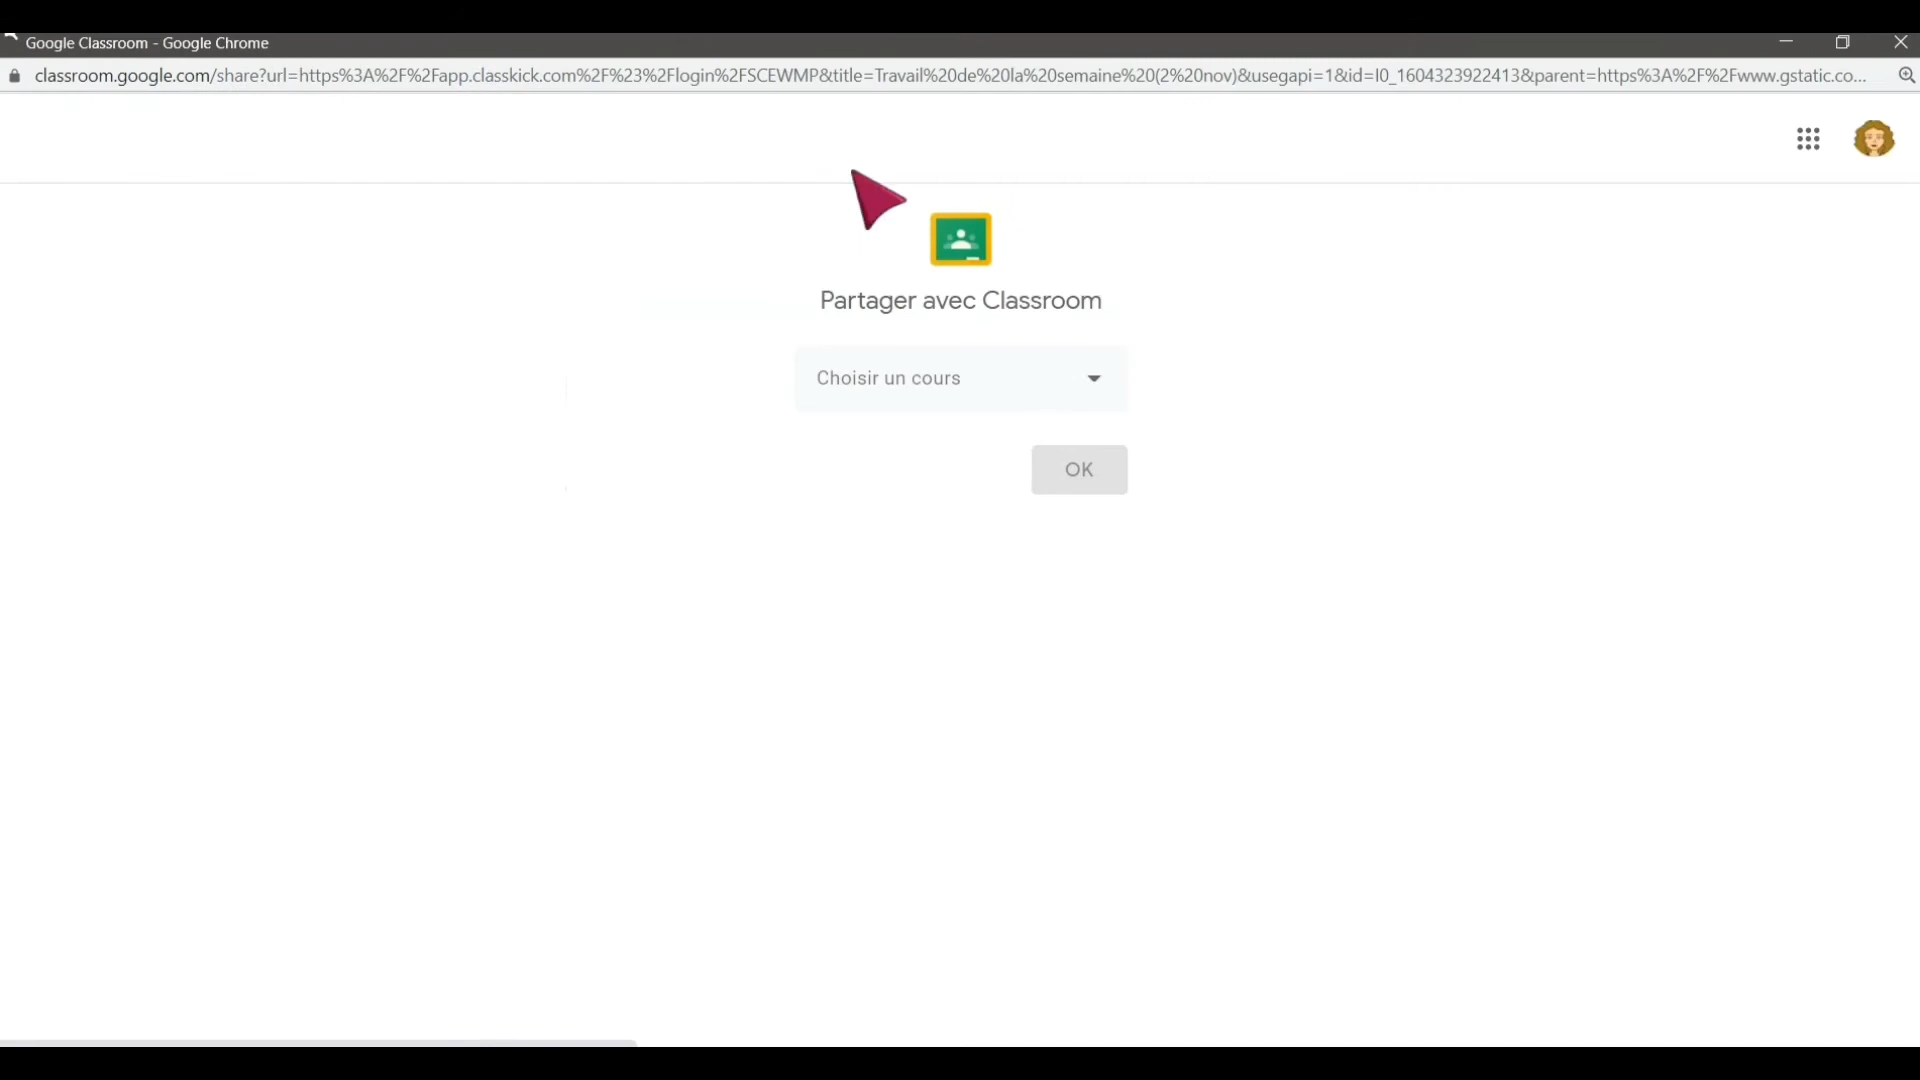 Google Classroom - Google Chrome
classroom.google.com/share?url=https%3A%2F%2Fapp.classkick.com%2F%23%2Flogin%2FSCEWMP&title=Travail%20de%20la%20semaine%20(2%20nov)&usegapi=1&id=I0_1604323922413&parent=https%3A%2F%2Fwww.gstatic.co...
Partager avec Classroom
Choisir un cours
OK